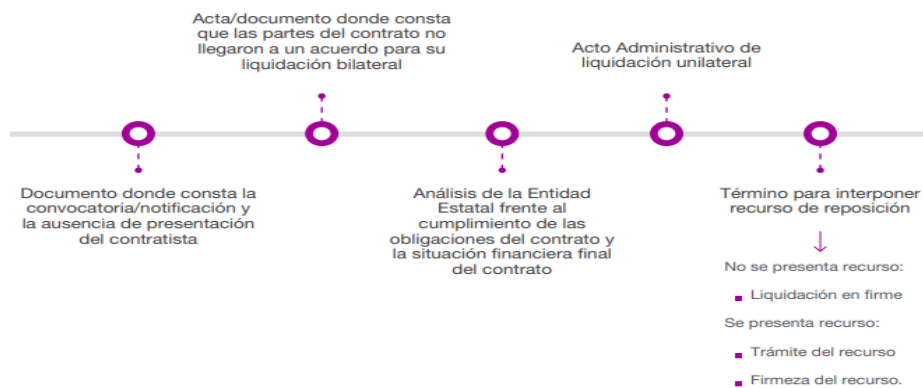 Acta/documento donde consta
que las partes del contrato no
llegaron a un acuerdo para su
liquidación bilateral
Acto Administrativo de
liquidación unilateral
Documento donde consta la
convocatoria/notificación y
la ausencia de presentación
del contratista
Análisis de la Entidad
Estatal frente al
cumplimiento de las
obligaciones del contrato y
la situación financiera final
del contrato
Término para interponer
recurso de reposición
No se presenta recurso:
Liquidación en firme
Se presenta recurso:
Trámite del recurso
Firmeza del recurso.